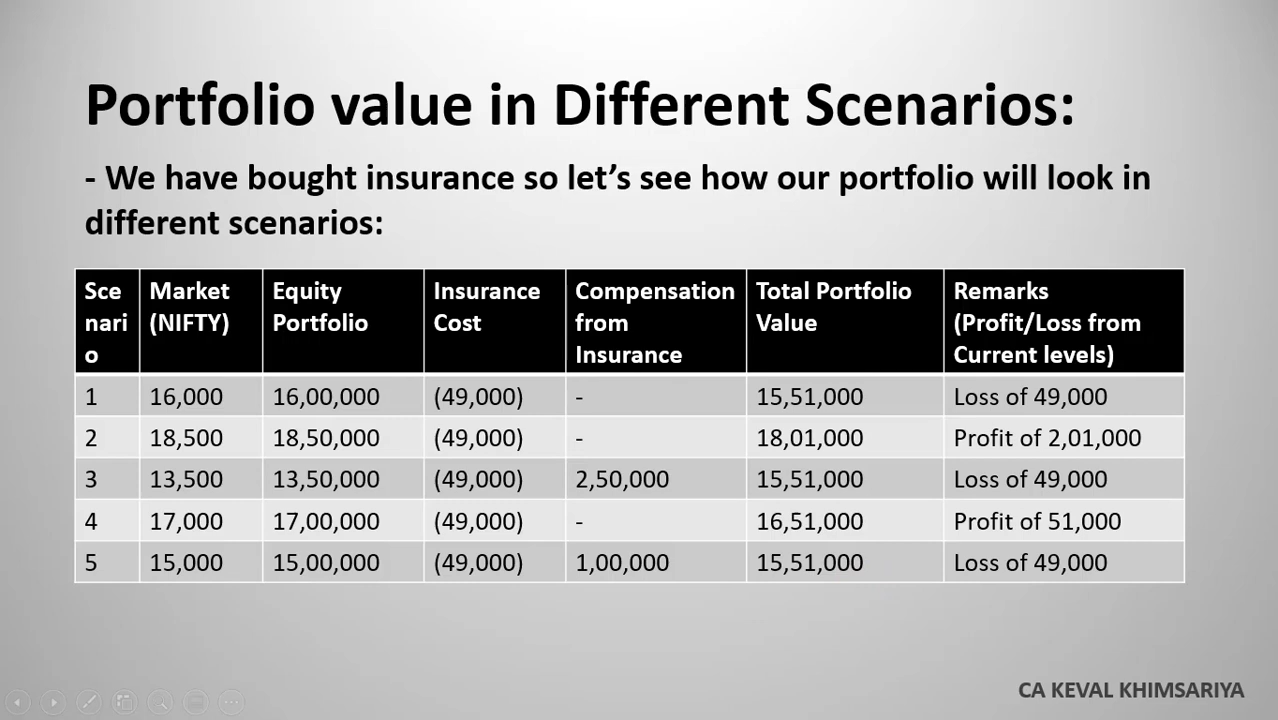 Portfolio value in Different Scenarios:
- We have bought insurance so let’s see how our portfolio will look in
different scenarios:
Sce nari o | Market (NIFTY) | Equity Portfolio | Insurance Cost | Compensation from Insurance | Total Portfolio Value | Remarks (Profit/Loss from Current levels)
1 | 16,000 | 16,00,000 | (49,000) | - | 15,51,000 | Loss of 49,000
2 | 18,500 | 18,50,000 | (49,000) | - | 18,01,000 | Profit of 2,01,000
3 | 13,500 | 13,50,000 | (49,000) | 2,50,000 | 15,51,000 | Loss of 49,000
4 | 17,000 | 17,00,000 | (49,000) | - | 16,51,000 | Profit of 51,000
5 | 15,000 | 15,00,000 | (49,000) | 1,00,000 | 15,51,000 | Loss of 49,000
CA KEVAL KHIMSARIYA